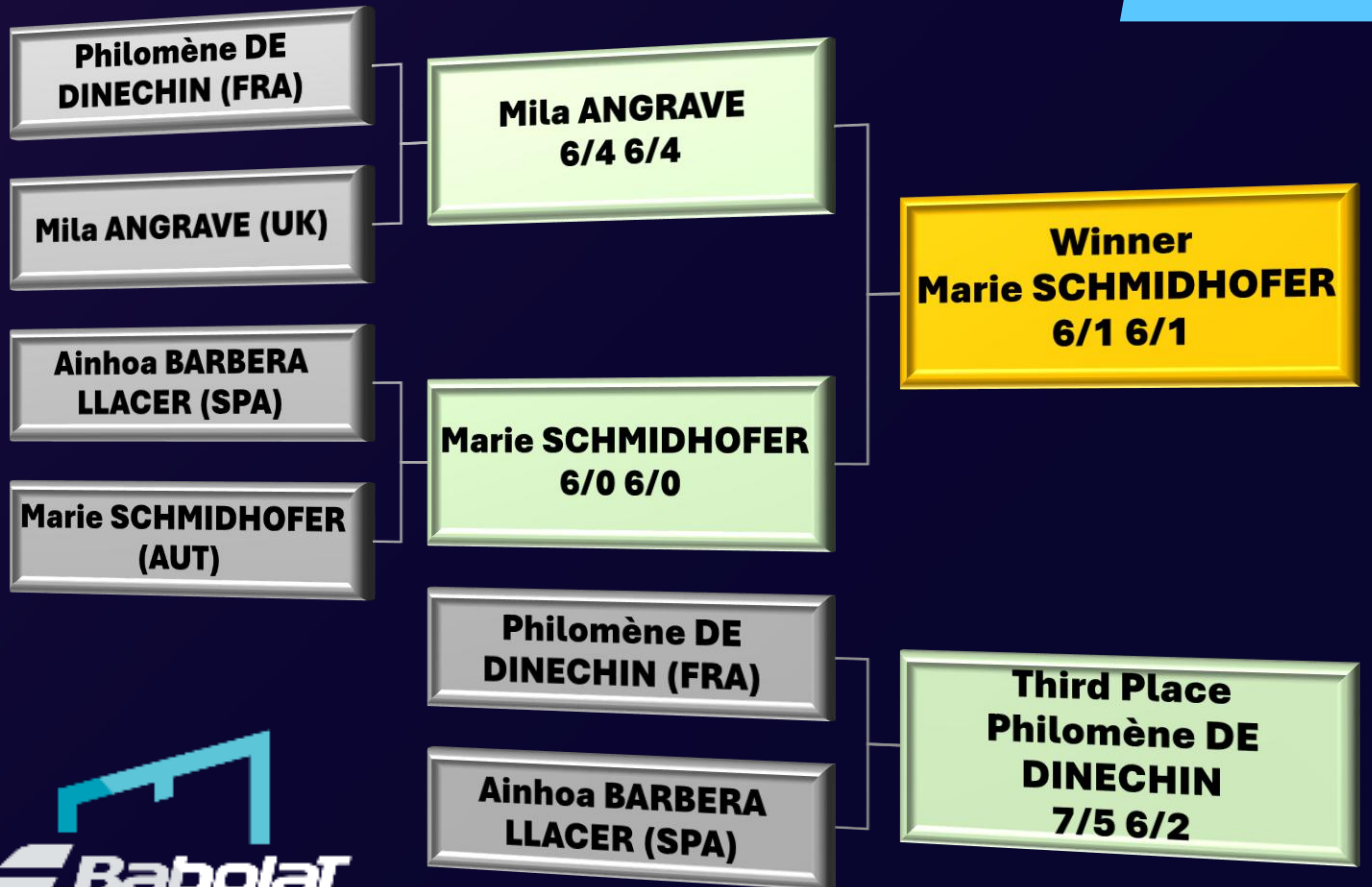 Philomène DE
DINECHIN (FRA)
Mila ANGRAVE (UK)
Ainhoa BARBERA
LLACER (SPA)
Marie SCHMIDHOFER
(AUT)
Mila ANGRAVE
6/4 6/4
Marie SCHMIDHOFER
6/0 6/0
Philomène DE
DINECHIN (FRA)
Ainhoa BARBERA
LLACER (SPA)
Winner
Marie SCHMIDHOFER
6/1 6/1
Third Place
Philomène DE
DINECHIN
7/5 6/2
Babolat